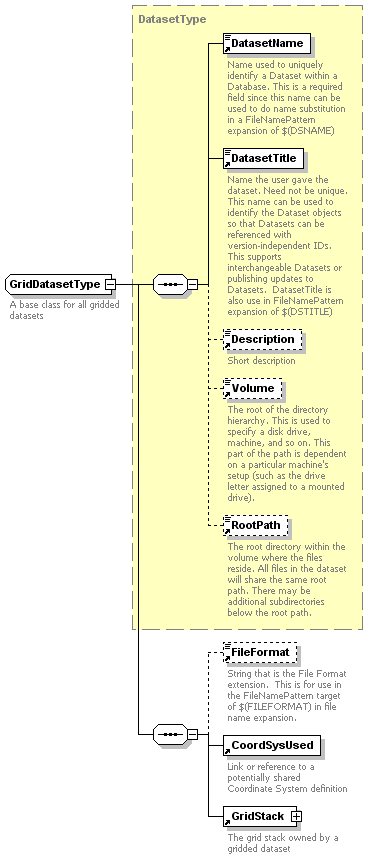 DatasetType
DatasetName
Name used to uniquely
identify a Dataset within a
Database. This is a required
field since this name can be
used to do name substitution
in a FileNamePattern
expansion of $(DSNAME)
DatasetTitle
Name the user gave the
dataset. Need not be unique.
This name can be used to
identify the Dataset objects
so that Datasets can be
referenced with
version-independent IDs.
This supports
interchangeable Datasets or
publishing updates to
Datasets.  DatasetTitle is
also use in FileNamePattern
expansion of $(DSTITLE)
GridDatasetType
A base class for all gridded
datasets
Description
Short description
Volume
The root of the directory
hierarchy. This is used to
specify a disk drive,
machine, and so on. This
part of the path is dependent
on a particular machine's
setup (such as the drive
letter assigned to a mounted
drive).
RootPath
The root directory within the
volume where the files
reside. All files in the dataset
will share the same root
path. There may be
additional subdirectories
below the root path.
FileFormat
String that is the File Format
extension.  This is for use in
the FileNamePattern target
of $(FILEFORMAT) in file
name expansion.
CoordSysUsed
Link or reference to a
potentially shared
Coordinate System definition
GridStack
The grid stack owned by a
gridded dataset